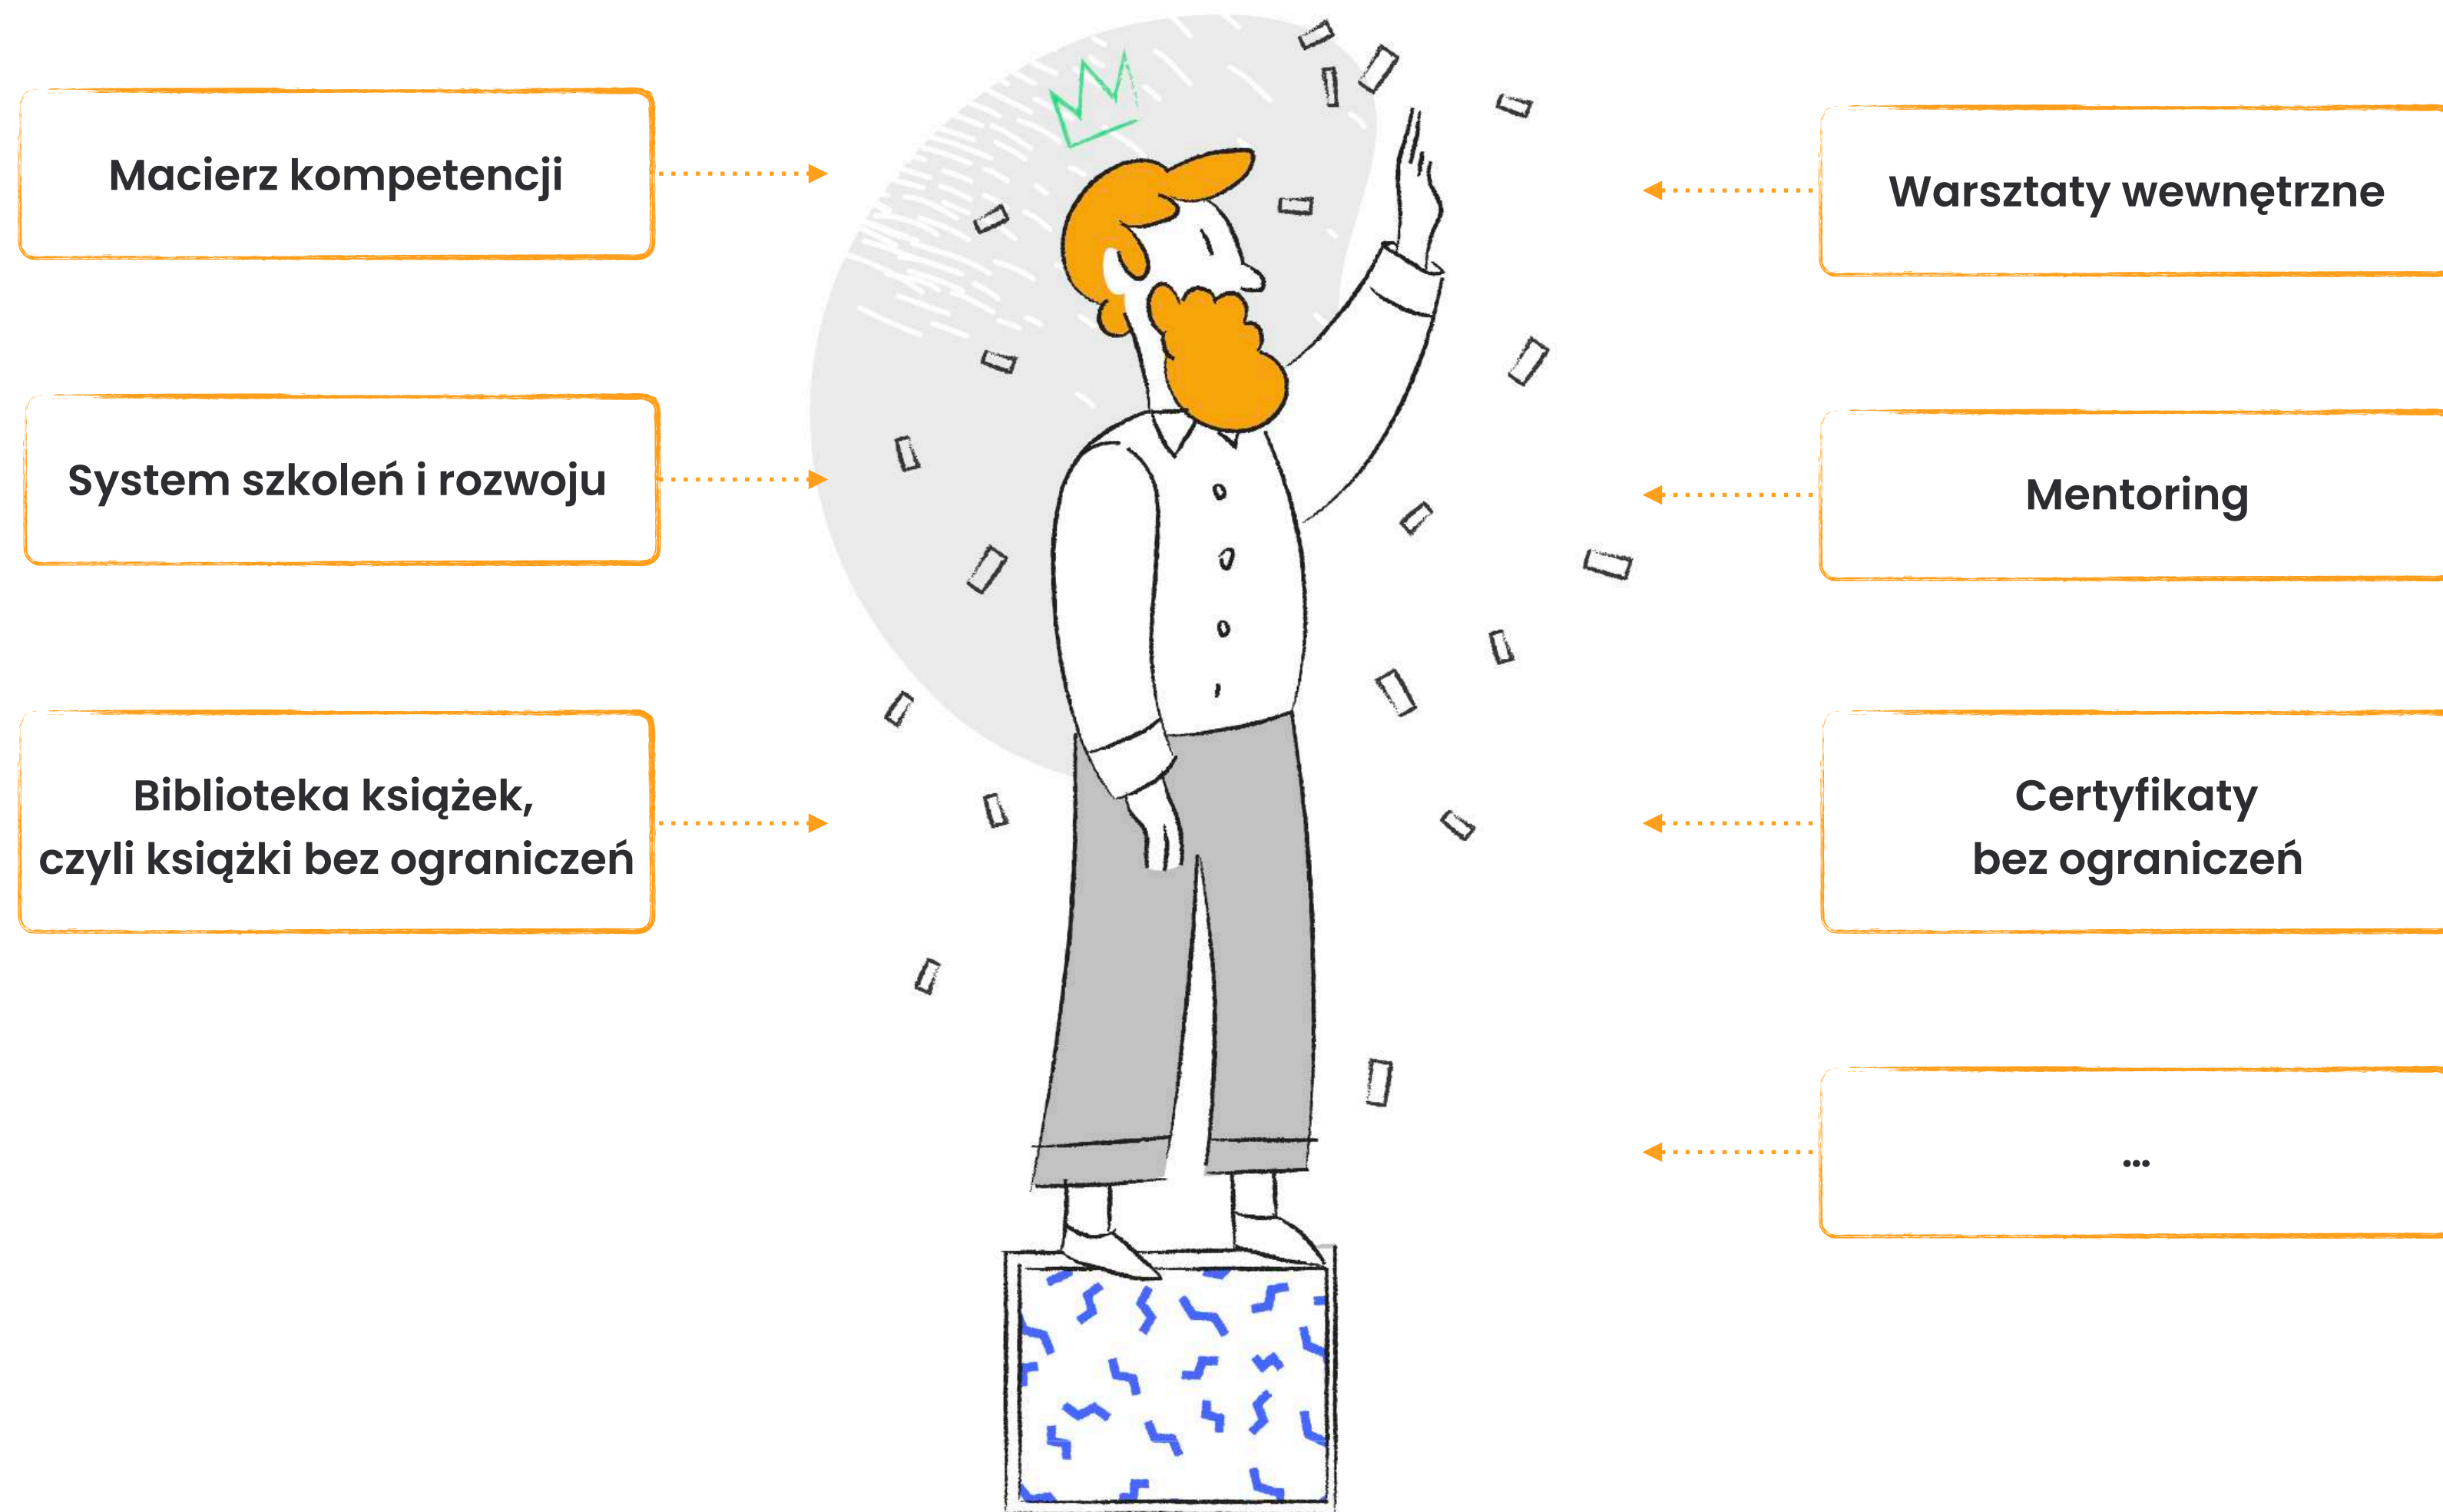 Macierz kompetencji
System szkoleń i rozwoju
Biblioteka książek,
czyli książki bez ograniczeń
Warsztaty wewnętrzne
Mentoring
Certyfikaty
bez ograniczeń
...